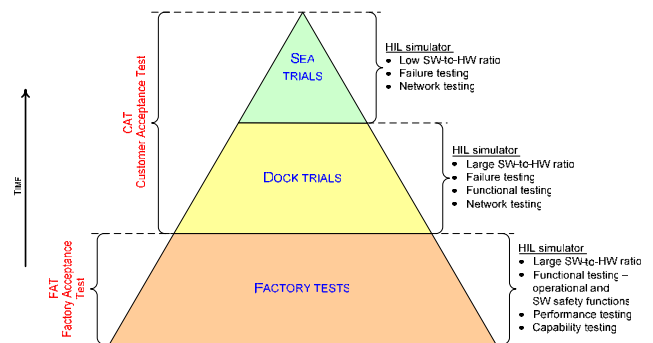 SEA
TRIALS
DOCK TRIALS
FACTORY TESTS
TIME
CAT
Customer Acceptance Test
FAT
Factory Acceptance
Test
HIL simulator
• Low SW-to-HW ratio
• Failure testing
• Network testing
HIL simulator
• Large SW-to-HW ratio
• Failure testing
• Functional testing
• Network testing
HIL simulator
• Large SW-to-HW ratio
• Functional testing –
operational and
SW safety functions
• Performance testing
• Capability testing